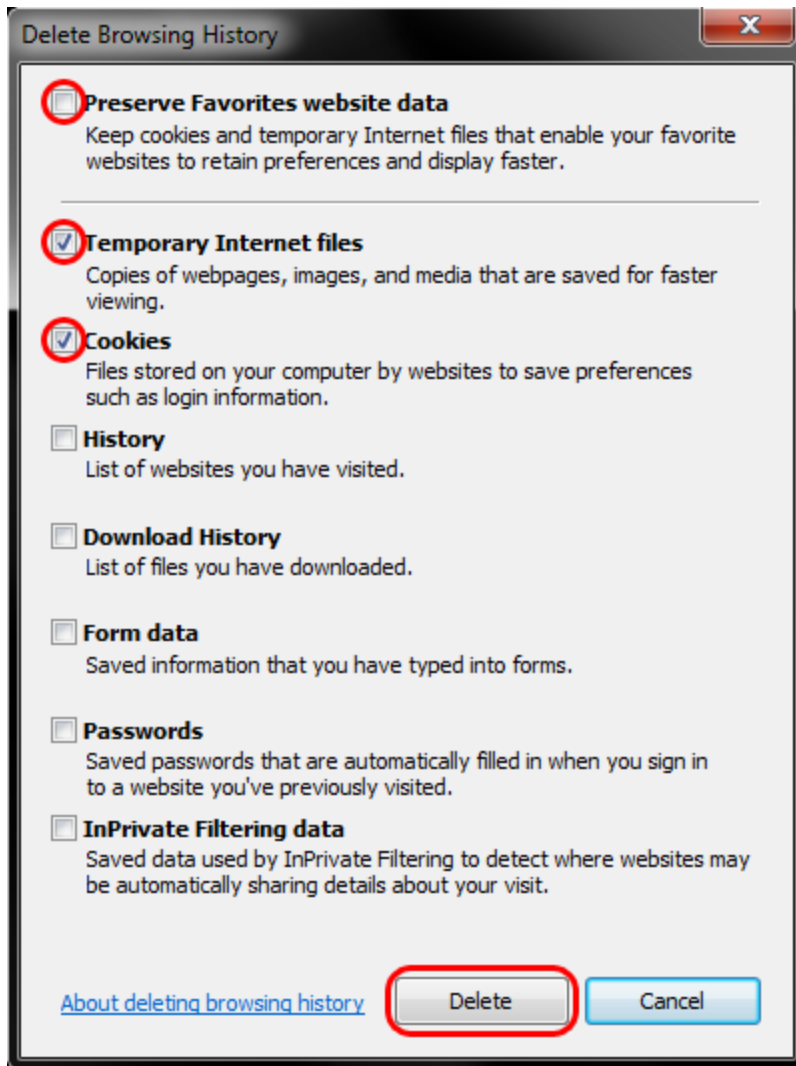 Delete Browsing History
Preserve Favorites website data
Keep cookies and temporary Internet files that enable your favorite
websites to retain preferences and display faster.
Temporary Internet files
Copies of webpages, images, and media that are saved for faster
viewing.
Cookies
Files stored on your computer by websites to save preferences
such as login information.
History
List of websites you have visited.
Download History
List of files you have downloaded.
Form data
Saved information that you have typed into forms.
Passwords
Saved passwords that are automatically filled in when you sign in
to a website you've previously visited.
InPrivate Filtering data
Saved data used by InPrivate Filtering to detect where websites may
be automatically sharing details about your visit.
About deleting browsing history
Delete
Cancel